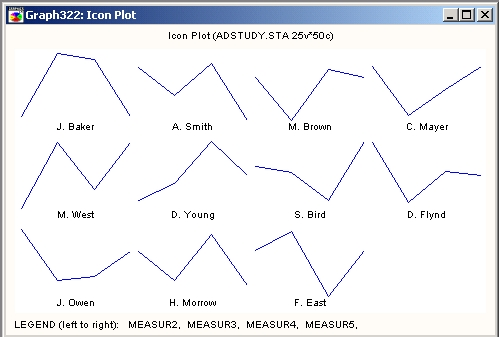 Graph322: Icon Plot
Icon Plot (ADSTUDY.STA 25v*50c)
J. Baker A. Smith M. Brown C. Mayer
M. West D. Young S. Bird D. Flynd
J. Owen H. Morrow F. East
LEGEND (left to right): MEASUR2, MEASUR3, MEASUR4, MEASUR5,